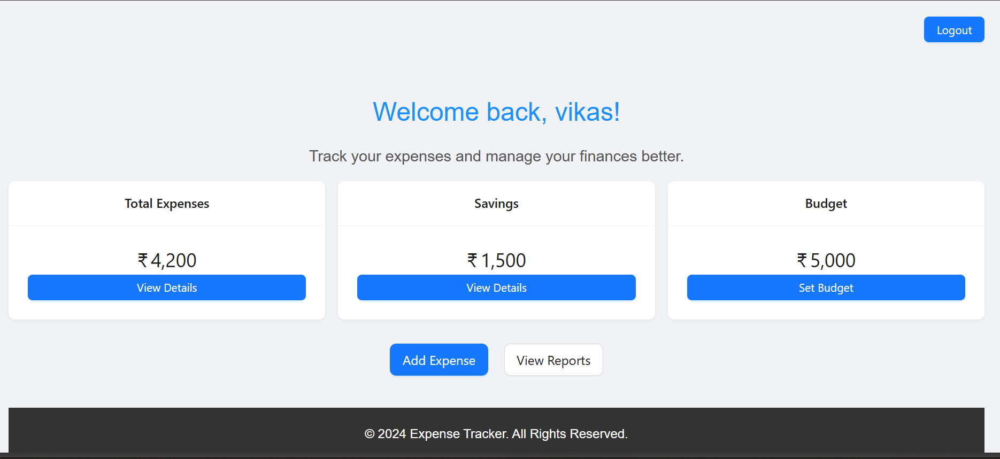 Logout
Welcome back, vikas!
Track your expenses and manage your finances better.
Total Expenses
₹ 4,200
View Details
Savings
₹ 1,500
View Details
Budget
₹ 5,000
Set Budget
Add Expense
View Reports
© 2024 Expense Tracker. All Rights Reserved.